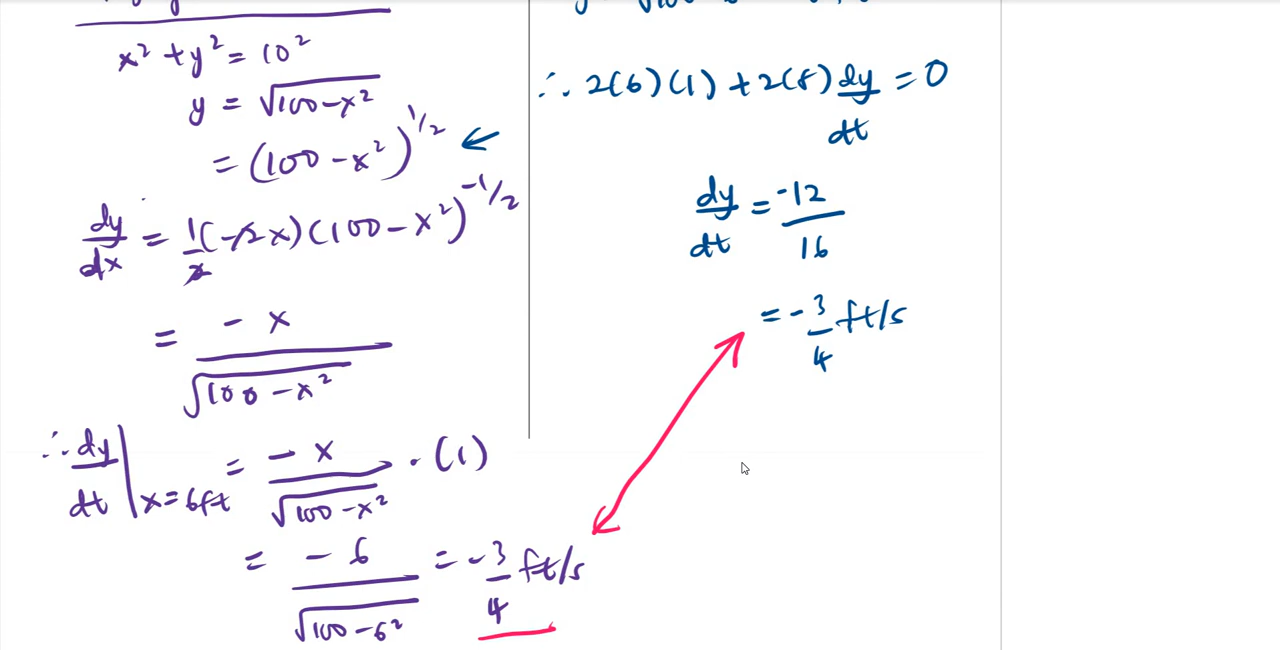 x² + y² = 10²
y = √(100 - x²)
= (100 - x²)^(1/2) ←
dy/dx = 1/2 (-2x)(100 - x²)^(-1/2)
= -x/√(100 - x²)
∴ dy/dt |x=6ft = -x/√(100 - x²) · (1)
= -6/√(100 - 6²) = -3/4 ft/s
∴ 2(6)(1) + 2(8) dy/dt = 0
dy/dt = -12/16
= -3/4 ft/s